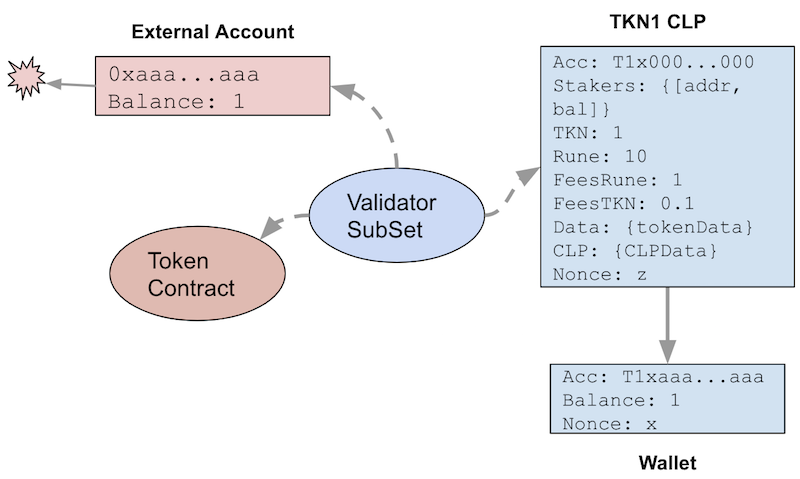 External Account
0xaaa...aaa
Balance: 1
Validator
SubSet
Token
Contract
TKN1 CLP
Acc: T1x000...000
Stakers: {[addr,
bal]}
TKN: 1
Rune: 10
FeesRune: 1
FeesTKN: 0.1
Data: {tokenData}
CLP: {CLPData}
Nonce: z
Acc: T1xaaa...aaa
Balance: 1
Nonce: x
Wallet